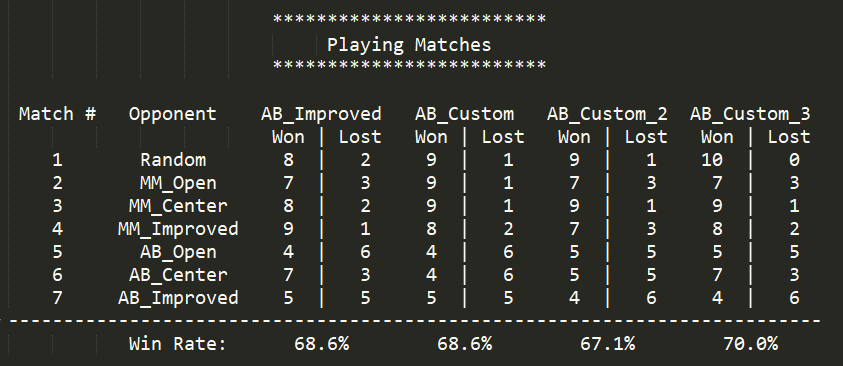 *************************
Playing Matches
*************************
Match # Opponent AB_Improved AB_Custom AB_Custom_2 AB_Custom_3
Won | Lost Won | Lost Won | Lost Won | Lost
1 Random 8 | 2 9 | 1 9 | 1 10 | 0
2 MM_Open 7 | 3 9 | 1 7 | 3 7 | 3
3 MM_Center 8 | 2 9 | 1 9 | 1 9 | 1
4 MM_Improved 9 | 1 8 | 2 7 | 3 8 | 2
5 AB_Open 4 | 6 4 | 6 5 | 5 5 | 5
6 AB_Center 7 | 3 4 | 6 5 | 5 7 | 3
7 AB_Improved 5 | 5 5 | 5 4 | 6 4 | 6
--------------------------------------------------------------------------
Win Rate: 68.6% 68.6% 67.1% 70.0%